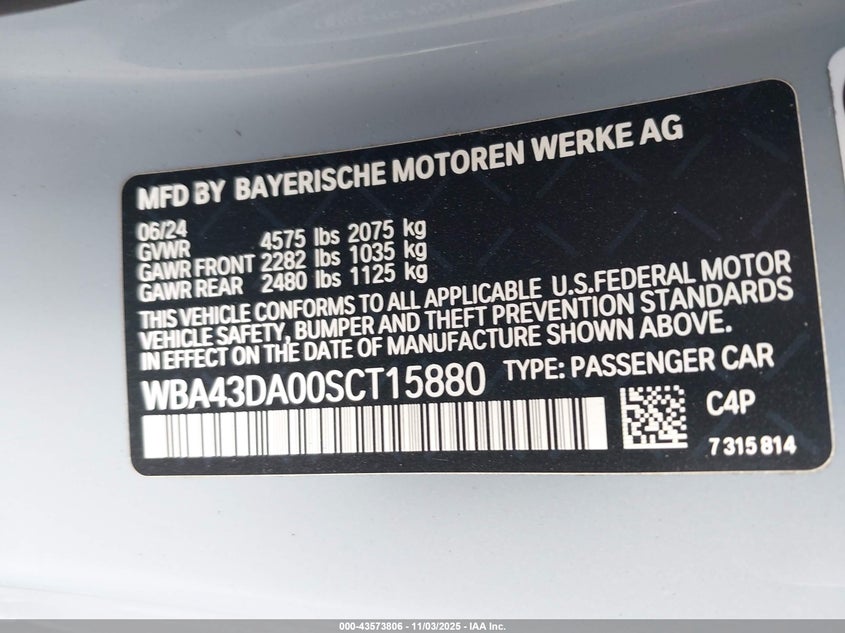 MFD BY BAYERISCHE MOTOREN WERKE AG
06/24
GVWR 4575 lbs 2075 kg
GAWR FRONT 2282 lbs 1035 kg
GAWR REAR 2480 lbs 1125 kg
THIS VEHICLE CONFORMS TO ALL APPLICABLE U.S.FEDERAL MOTOR
VEHICLE SAFETY, BUMPER AND THEFT PREVENTION STANDARDS
IN EFFECT ON THE DATE OF MANUFACTURE SHOWN ABOVE.
WBA43DA00SCT15880 TYPE: PASSENGER CAR
C4P
7315814
000-43573806 - 11/03/2025 - IAA Inc.